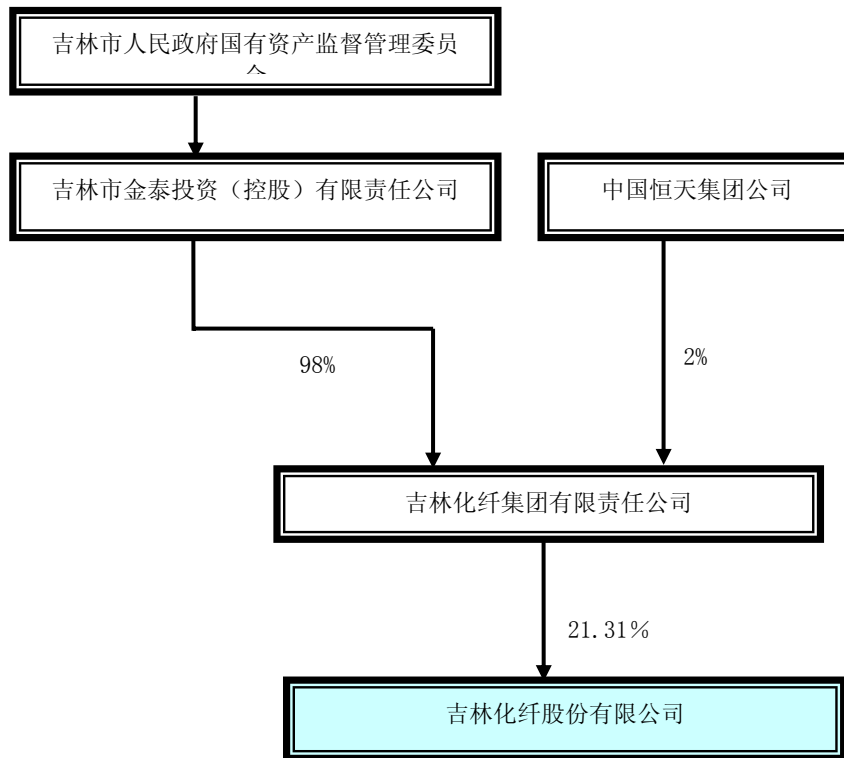 吉林市人民政府国有资产监督管理委员
会
吉林市金泰投资（控股）有限责任公司
中国恒天集团公司
98%
2%
吉林化纤集团有限责任公司
21.31％
吉林化纤股份有限公司